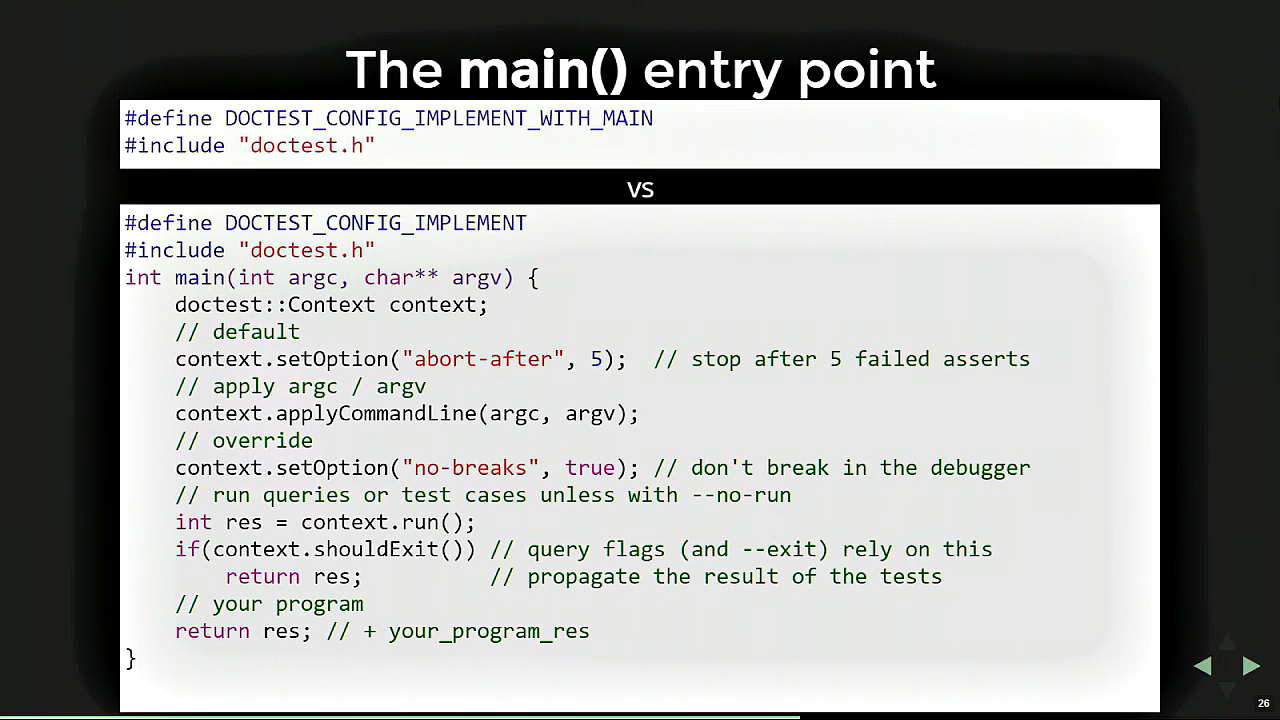 The main() entry point
#define DOCTEST_CONFIG_IMPLEMENT_WITH_MAIN
#include "doctest.h"
vs
#define DOCTEST_CONFIG_IMPLEMENT
#include "doctest.h"
int main(int argc, char** argv) {
    doctest::Context context;
    // default
    context.setOption("abort-after", 5);  // stop after 5 failed asserts
    // apply argc / argv
    context.applyCommandLine(argc, argv);
    // override
    context.setOption("no-breaks", true); // don't break in the debugger
    // run queries or test cases unless with --no-run
    int res = context.run();
    if(context.shouldExit()) // query flags (and --exit) rely on this
        return res;          // propagate the result of the tests
    // your program
    return res; // + your_program_res
}
26